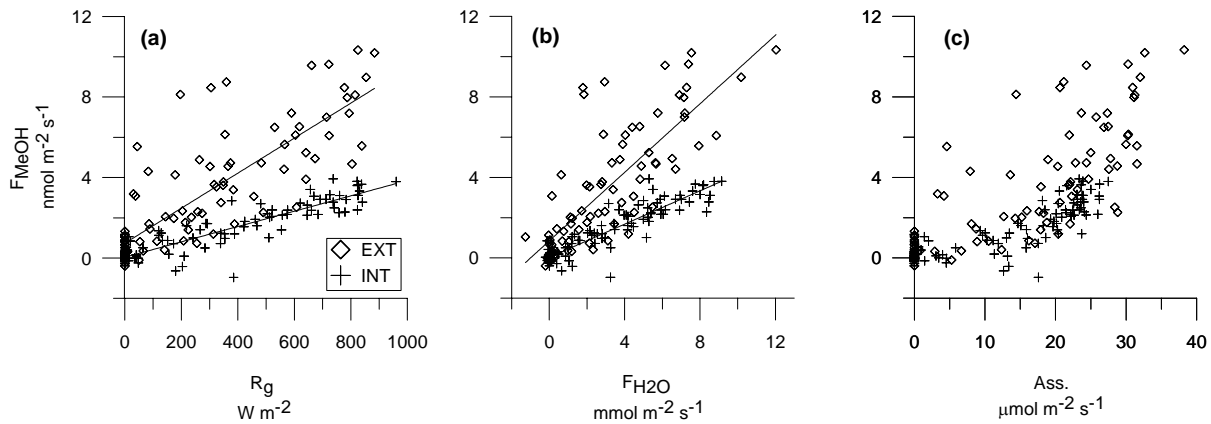 (a) (b) (c)
F_MeOH
nmol m-2 s-1
12
8
4
0
0 200 400 600 800 1000
R_g
W m-2
EXT
INT
12
8
4
0
0 4 8 12
F_H2O
mmol m-2 s-1
12
8
4
0
0 10 20 30 40
Ass.
μmol m-2 s-1